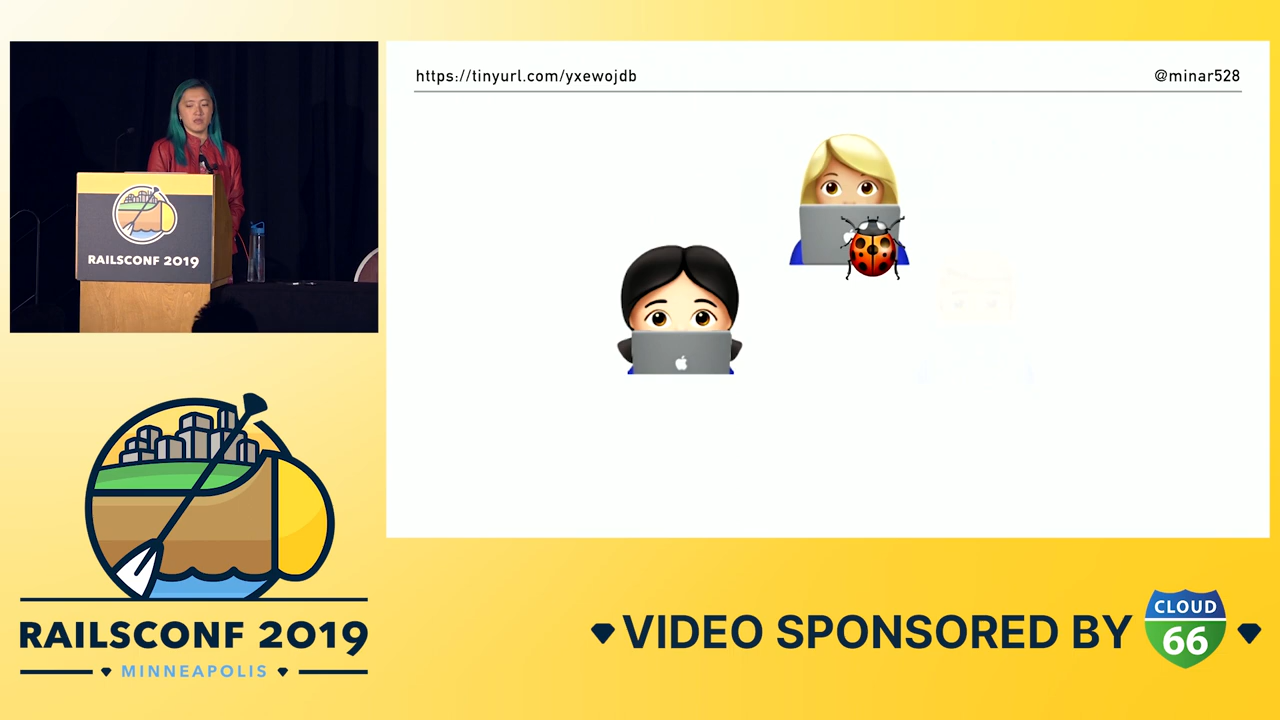 https://tinyurl.com/yxewojdb
@minar528
RAILSCONF 2019
RAILSCONF 2019
MINNEAPOLIS
VIDEO SPONSORED BY
CLOUD
66